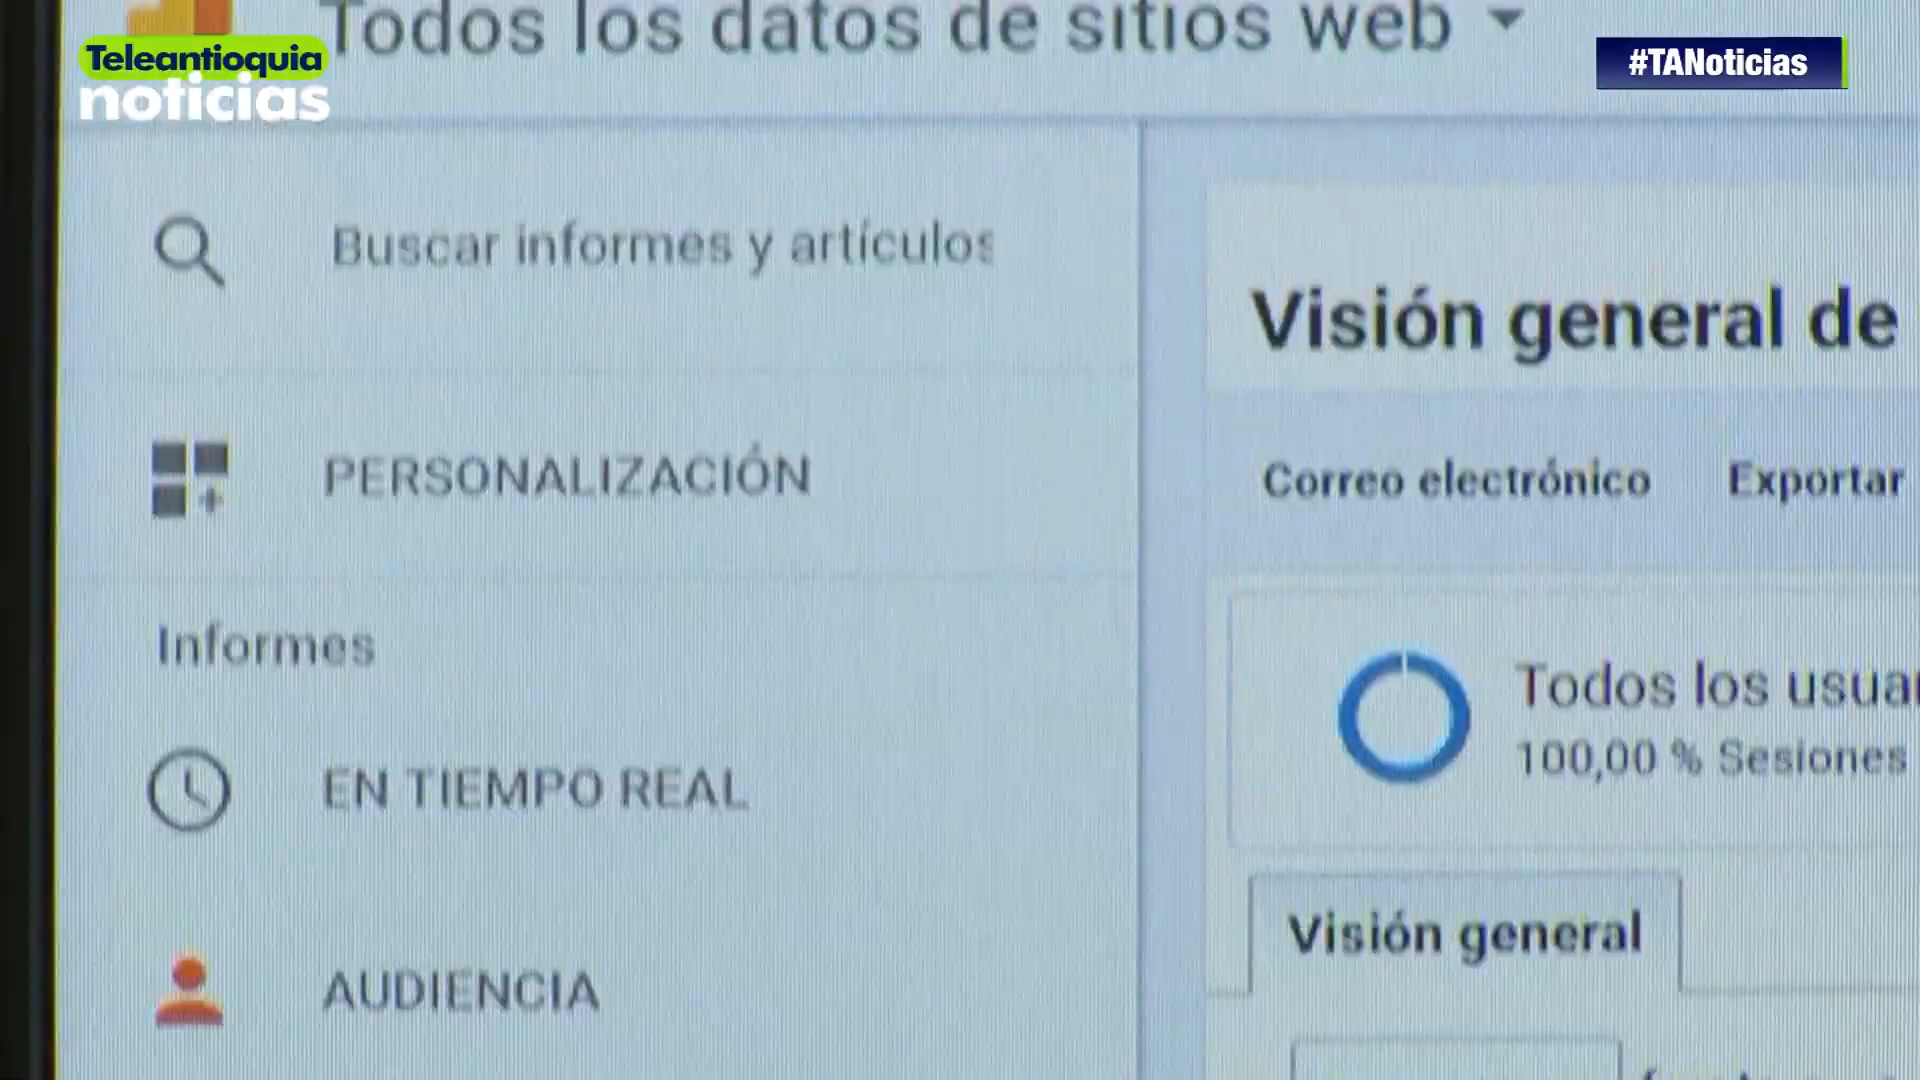 Todos los datos de sitios web
Teleantioquia
noticias
#TANoticias
Buscar informes y artículos
Visión general de
PERSONALIZACIÓN
Correo electrónico
Exportar
Informes
Todos los usuar
100,00 % Sesiones
EN TIEMPO REAL
Visión general
AUDIENCIA